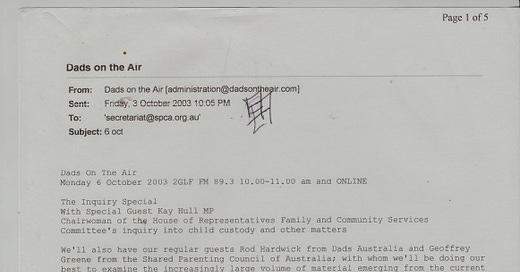 Page 1 of 5
Dads on the Air
From: Dads on the Air [administration@dadsontheair.com]
Sent: Friday, 3 October 2003 10:05 PM
To: 'secretariat@spca.org.au'
Subject: 6 oct
Dads On The Air
Monday 6 October 2003 2GLF FM 89.3 10.00-11.00 am and ONLINE
The Inquiry Special
With Special Guest Kay Hull MP
Chairwoman of the House of Representatives Family and Community Services
Committee's inquiry into child custody and other matters
We'll also have our regular guests Rod Hardwick from Dads Australia and Geoffrey
Greene from the Shared Parenting Council of Australia; with whom we'll be doing our
best to examine the increasingly large volume of material emerging from the current